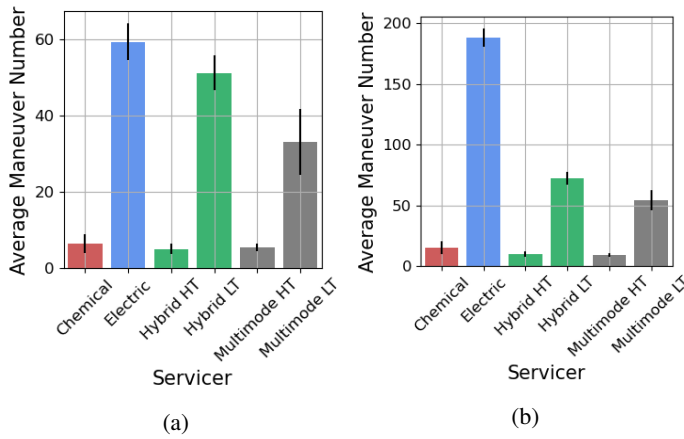 Average Maneuver Number
60
40
20
0
Chemical
Electric
Hybrid HT
Hybrid LT
Multimode HT
Multimode LT
Servicer
(a)
Average Maneuver Number
200
150
100
50
0
Chemical
Electric
Hybrid HT
Hybrid LT
Multimode HT
Multimode LT
Servicer
(b)